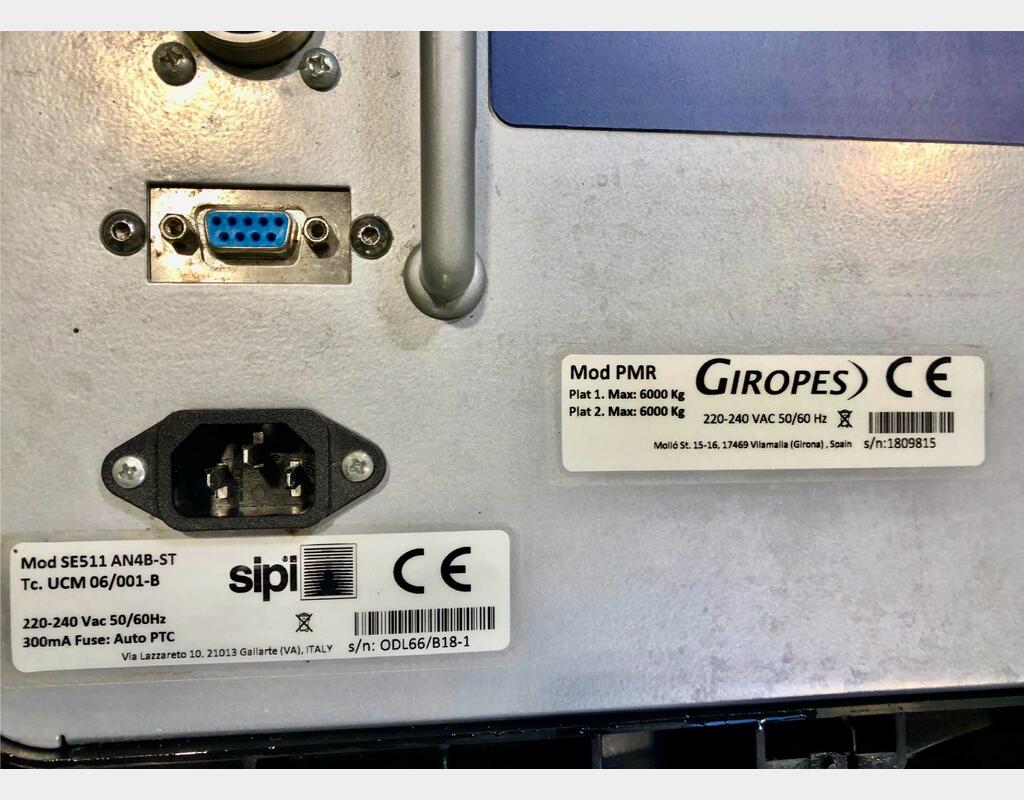 Mod PMR
Plat 1. Max: 6000 Kg
Plat 2. Max: 6000 Kg
GIROPES
CE
220-240 VAC 50/60 Hz
Molló St. 15-16, 17469 Vilamalla (Girona), Spain
s/n:1809815
Mod SE511 AN4B-ST
Tc. UCM 06/001-B
sipi
CE
220-240 Vac 50/60Hz
300mA Fuse: Auto PTC
Via Lazzareto 10, 21013 Gallarte (VA), ITALY
s/n: ODL66/B18-1